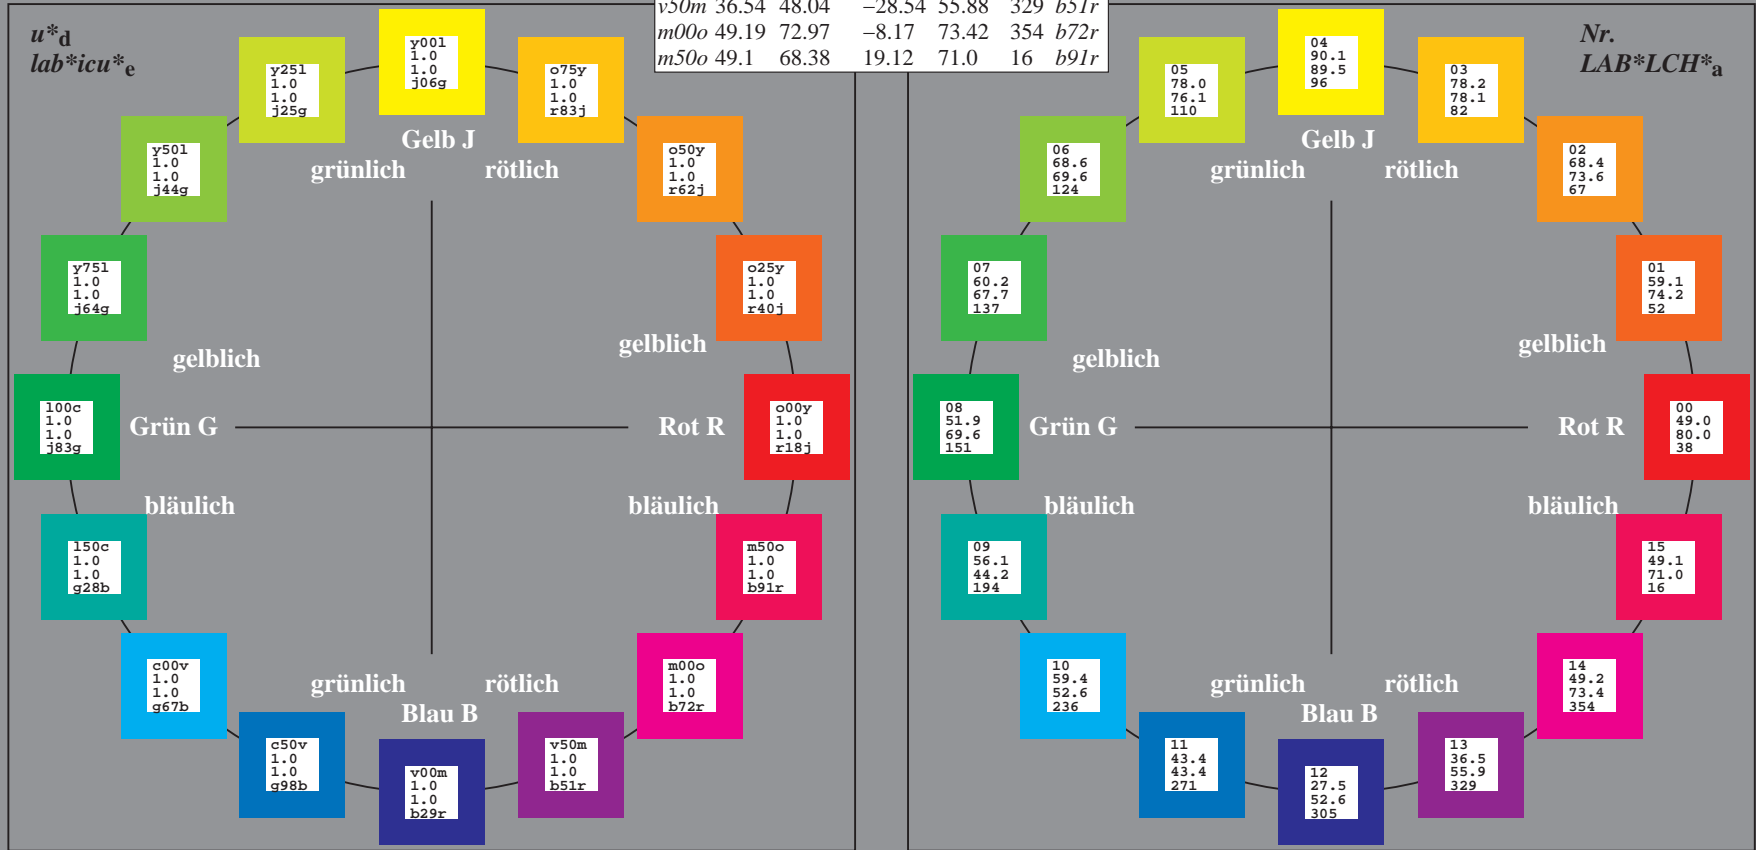 v50m 36.54 48.04 −28.54 55.88 329 b51r
m00o 49.19 72.97 −8.17 73.42 354 b72r
m50o 49.1 68.38 19.12 71.0 16 b91r
u*d
lab*icu*e
y00l
1.0
1.0
j06g
y25l
1.0
1.0
j25g
o75y
1.0
1.0
r83j
y50l
1.0
1.0
j44g
o50y
1.0
1.0
r62j
Gelb J
grünlich rötlich
y75l
1.0
1.0
j64g
o25y
1.0
1.0
r40j
gelblich gelblich
l00c
1.0
1.0
j83g
Grün G Rot R
o00y
1.0
1.0
r18j
bläulich bläulich
l50c
1.0
1.0
g28b
m50o
1.0
1.0
b91r
c00v
1.0
1.0
g67b
m00o
1.0
1.0
b72r
grünlich rötlich
Blau B
c50v
1.0
1.0
g98b
v00m
1.0
1.0
b29r
v50m
1.0
1.0
b51r
Nr.
LAB*LCH*a
04
90.1
89.5
96
05
78.0
76.1
110
03
78.2
78.1
82
06
68.6
69.6
124
02
68.4
73.6
67
Gelb J
grünlich rötlich
07
60.2
67.7
137
01
59.1
74.2
52
gelblich gelblich
08
51.9
69.6
151
Grün G Rot R
00
49.0
80.0
38
bläulich bläulich
09
56.1
44.2
194
15
49.1
71.0
16
10
59.4
52.6
236
14
49.2
73.4
354
grünlich rötlich
Blau B
11
43.4
43.4
271
12
27.5
52.6
305
13
36.5
55.9
329